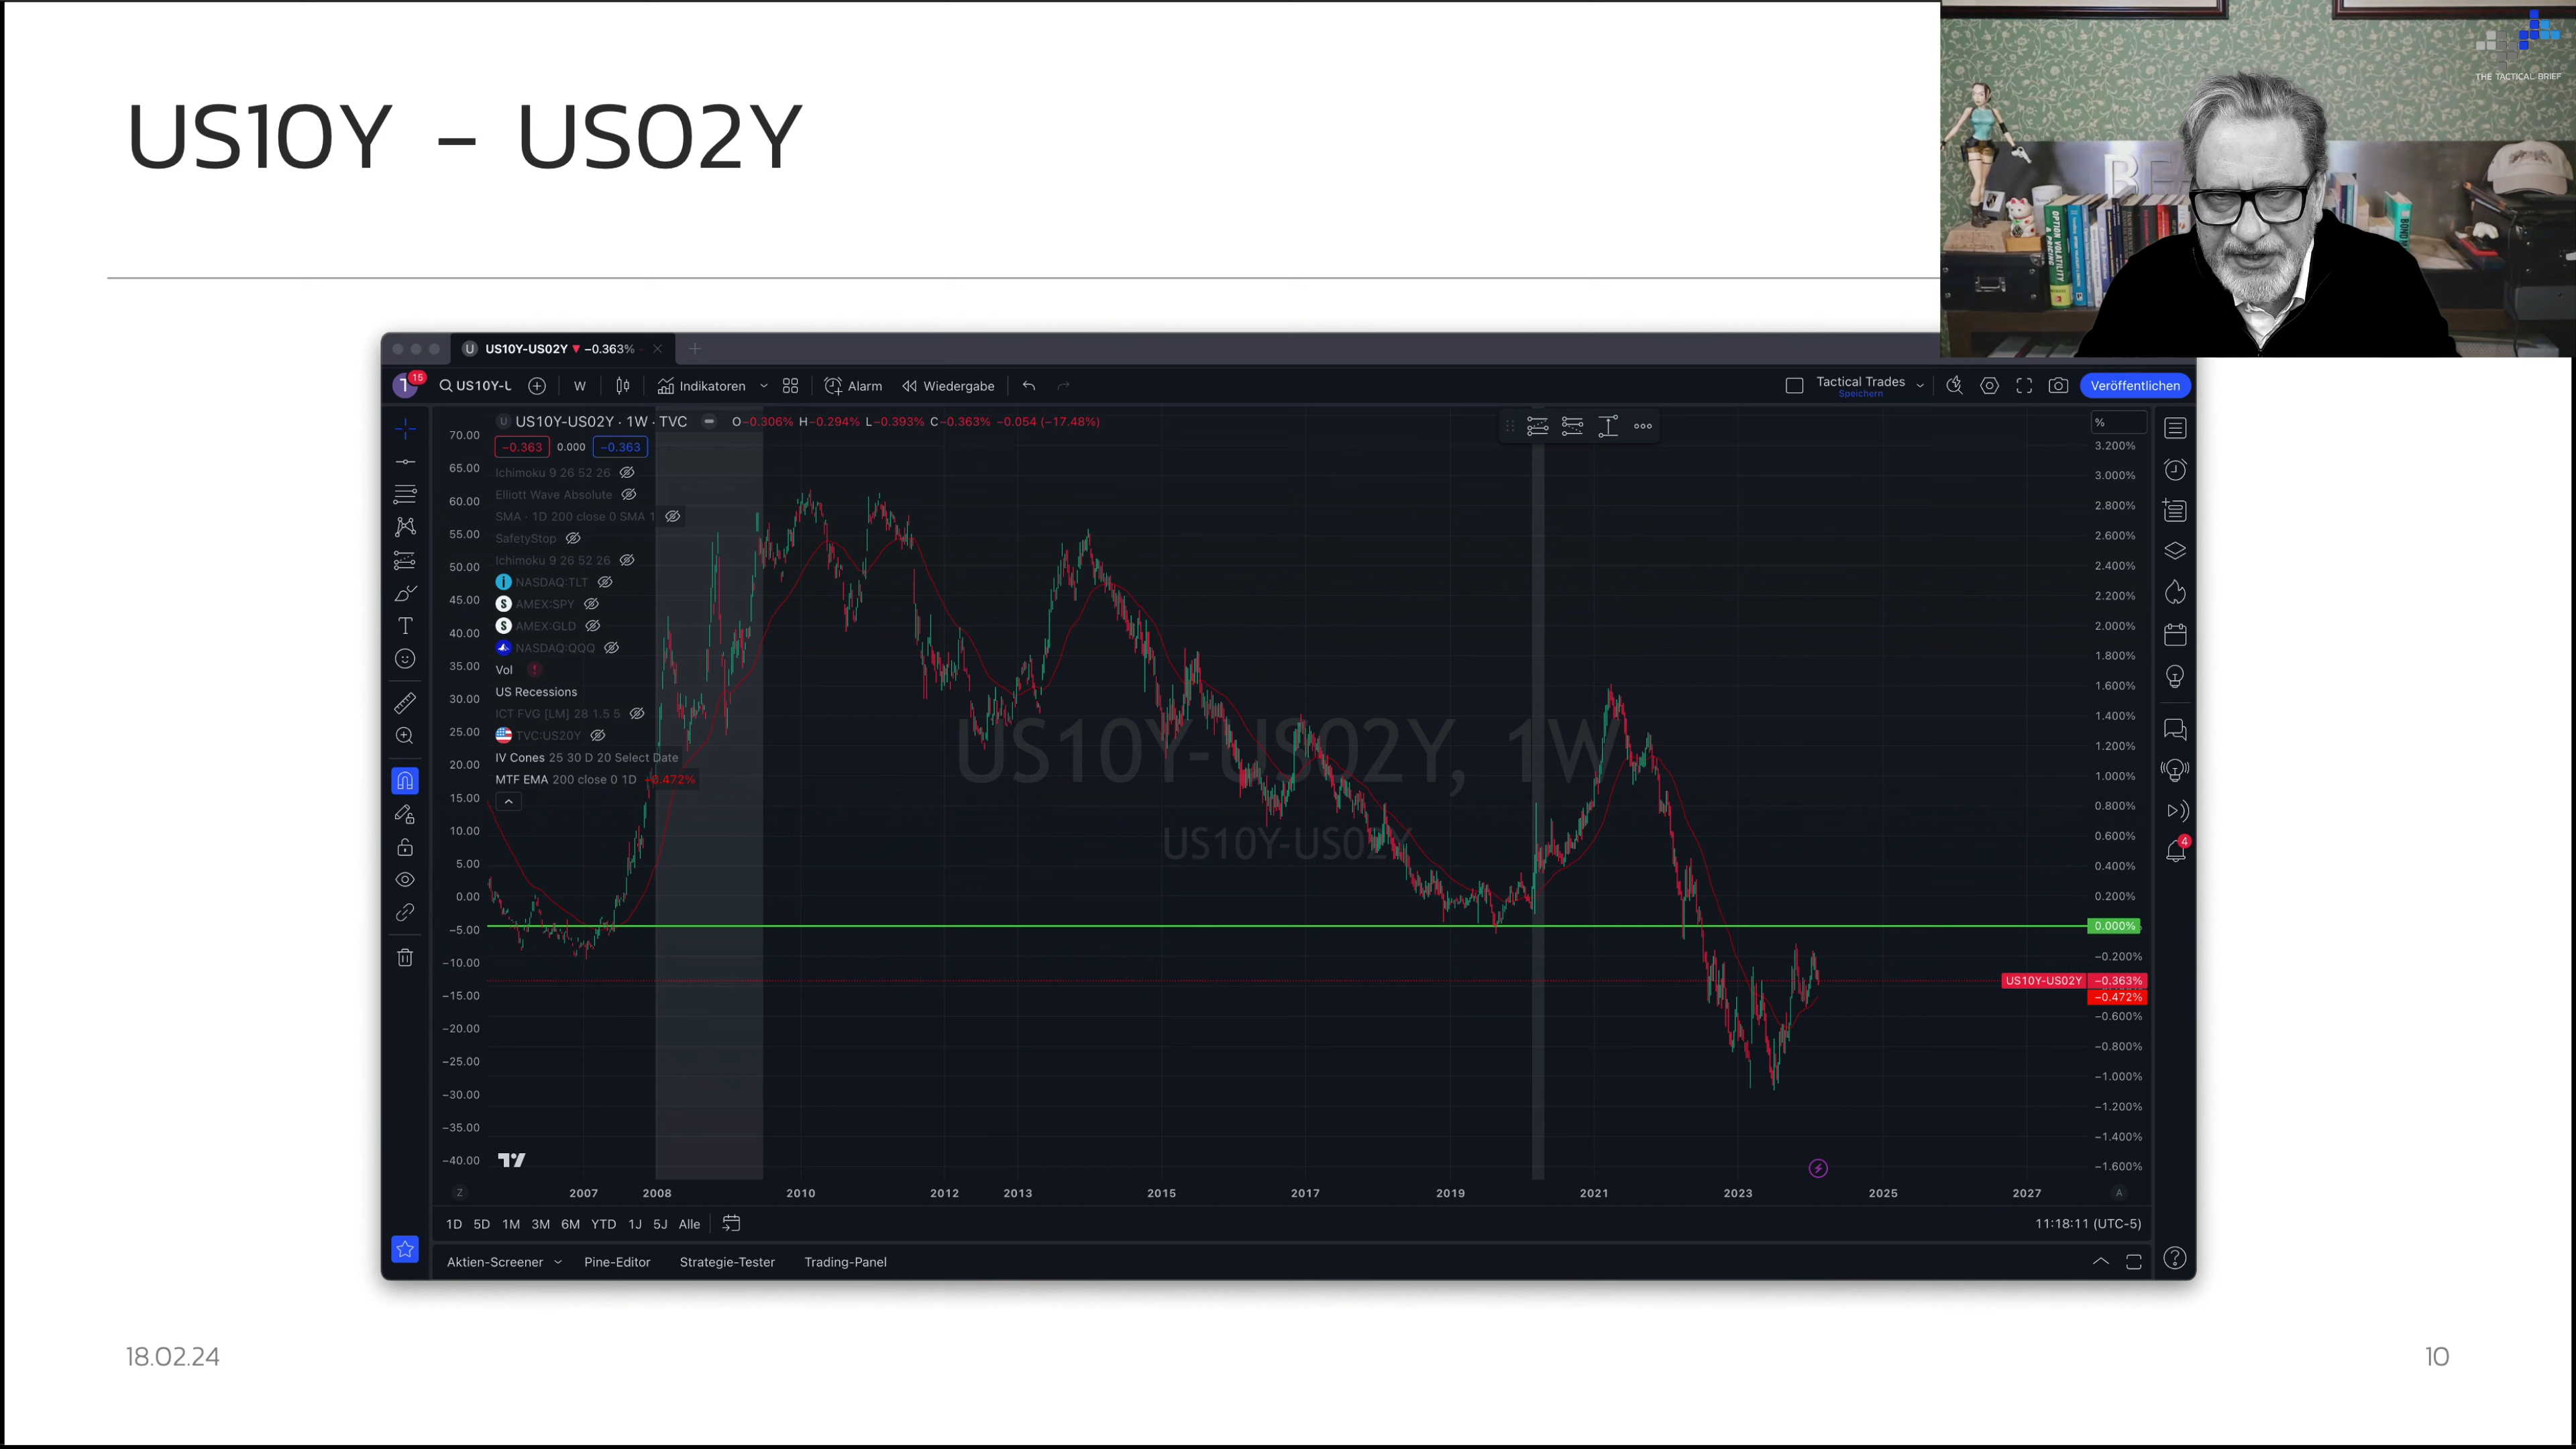 US10Y - US02Y
THE TACTICAL BRIEF
OPTION VOLATILITY
& PRICING
US10Y-US02Y ▼ −0.363%
15
US10Y-L
W
Indikatoren
Alarm
Wiedergabe
Tactical Trades
Speichern
Veröffentlichen
US10Y-US02Y · 1W · TVC
O−0.306% H−0.294% L−0.393% C−0.363% −0.054 (−17.48%)
−0.363 0.000 −0.363
Ichimoku 9 26 52 26
Elliott Wave Absolute
SMA · 1D 200 close 0 SMA 1
SafetyStop
Ichimoku 9 26 52 26
NASDAQ:TLT
AMEX:SPY
AMEX:GLD
NASDAQ:QQQ
Vol
US Recessions
ICT FVG [LM] 28 1.5 5
TVC:US20Y
IV Cones 25 30 D 20 Select Date
MTF EMA 200 close 0 1D −0.472%
US10Y-US02Y, 1W
US10Y-US02Y
70.00
65.00
60.00
55.00
50.00
45.00
40.00
35.00
30.00
25.00
20.00
15.00
10.00
5.00
0.00
−5.00
−10.00
−15.00
−20.00
−25.00
−30.00
−35.00
−40.00
%
3.200%
3.000%
2.800%
2.600%
2.400%
2.200%
2.000%
1.800%
1.600%
1.400%
1.200%
1.000%
0.800%
0.600%
0.400%
0.200%
0.000%
−0.200%
US10Y-US02Y −0.363%
−0.472%
−0.600%
−0.800%
−1.000%
−1.200%
−1.400%
−1.600%
4
Z 2007 2008 2010 2012 2013 2015 2017 2019 2021 2023 2025 2027 A
1D 5D 1M 3M 6M YTD 1J 5J Alle
11:18:11 (UTC-5)
Aktien-Screener Pine-Editor Strategie-Tester Trading-Panel
18.02.24
10